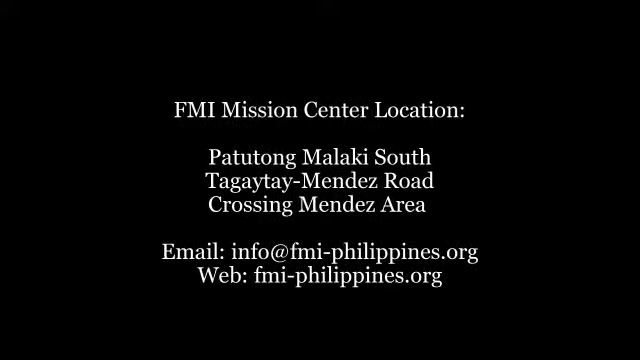 FMI Mission Center Location:
Patutong Malaki South
Tagaytay-Mendez Road
Crossing Mendez Area
Email: info@fmi-philippines.org
Web: fmi-philippines.org